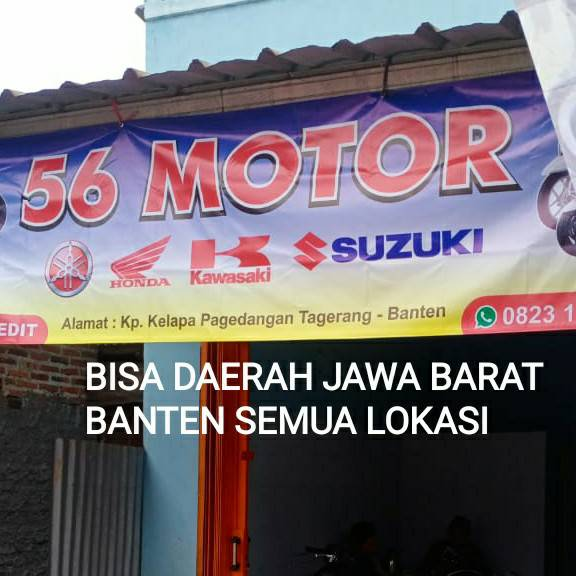 56 MOTOR
HONDA
Kawasaki
SUZUKI
EDIT
Alamat : Kp. Kelapa Pagedangan Tagerang - Banten
0823 1
BISA DAERAH JAWA BARAT
BANTEN SEMUA LOKASI